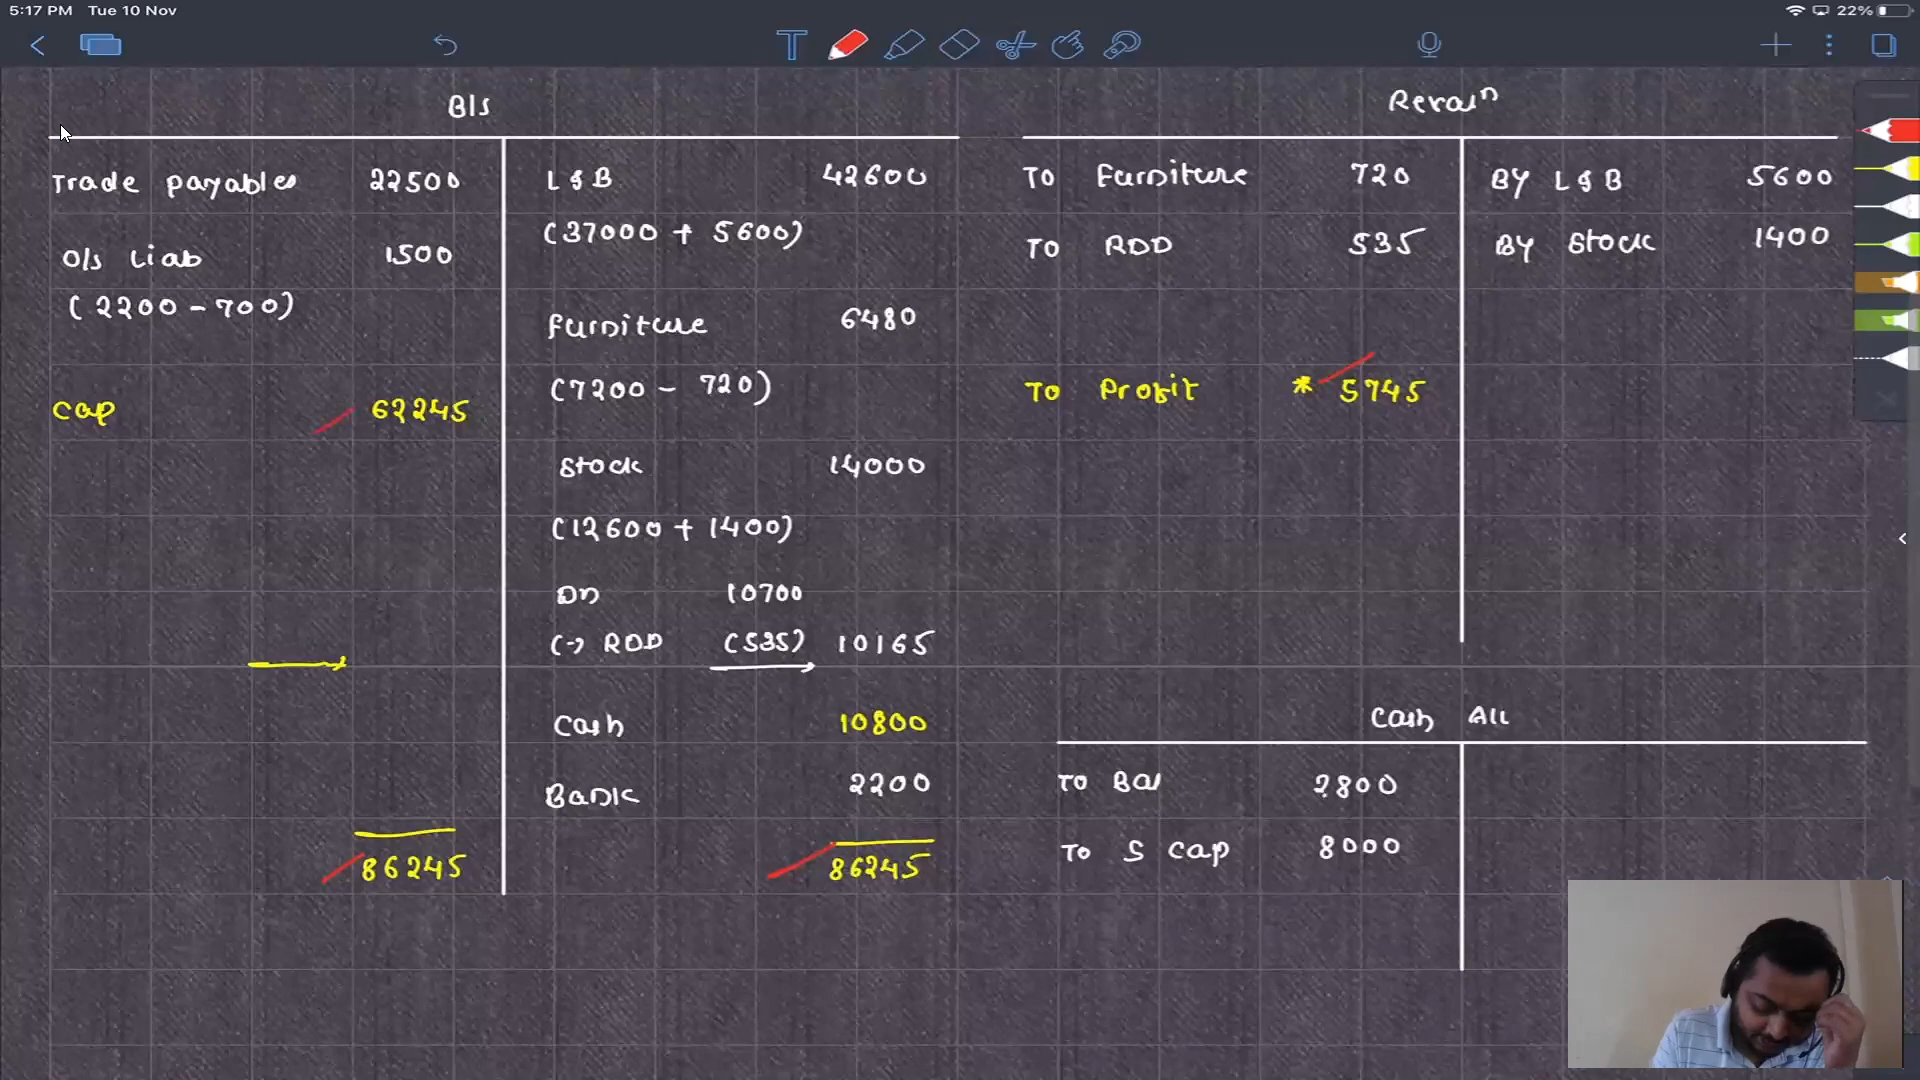 5:17 PM Tue 10 Nov
22%
B/s
Trade payables 22500
O/s Liab 1500
(2200 - 700)
Cap 62245
86245
L & B 42600
(37000 + 5600)
Furniture 6480
(7200 - 720)
Stock 14000
(12600 + 1400)
Drs 10700
(-) RDD (535) 10165
Cash 10800
Bank 2200
86245
Revaln
To Furniture 720
To RDD 535
To Profit * 5745
By L & B 5600
By Stock 1400
Cash A/c
To Bal 2800
To S cap 8000